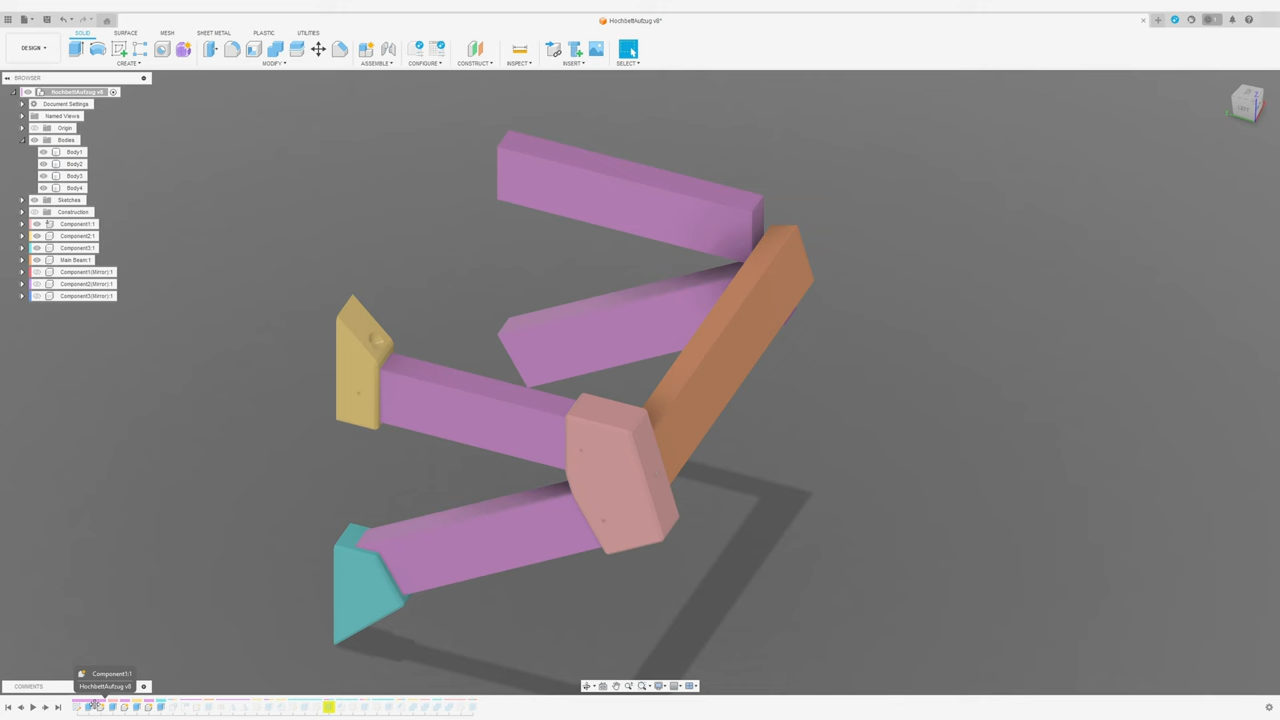 HochbettAufzug v8*
DESIGN ▾
SOLID SURFACE MESH SHEET METAL PLASTIC UTILITIES
CREATE ▾ MODIFY ▾ ASSEMBLE ▾ CONFIGURE ▾ CONSTRUCT ▾ INSPECT ▾ INSERT ▾ SELECT ▾
BROWSER
HochbettAufzug v8
Document Settings
Named Views
Origin
Bodies
Body1
Body2
Body3
Body4
Sketches
Construction
Component1:1
Component2:1
Component3:1
Main Beam:1
Component1(Mirror):1
Component2(Mirror):1
Component3(Mirror):1
LEFT
Z
Component1:1
HochbettAufzug v8
COMMENTS